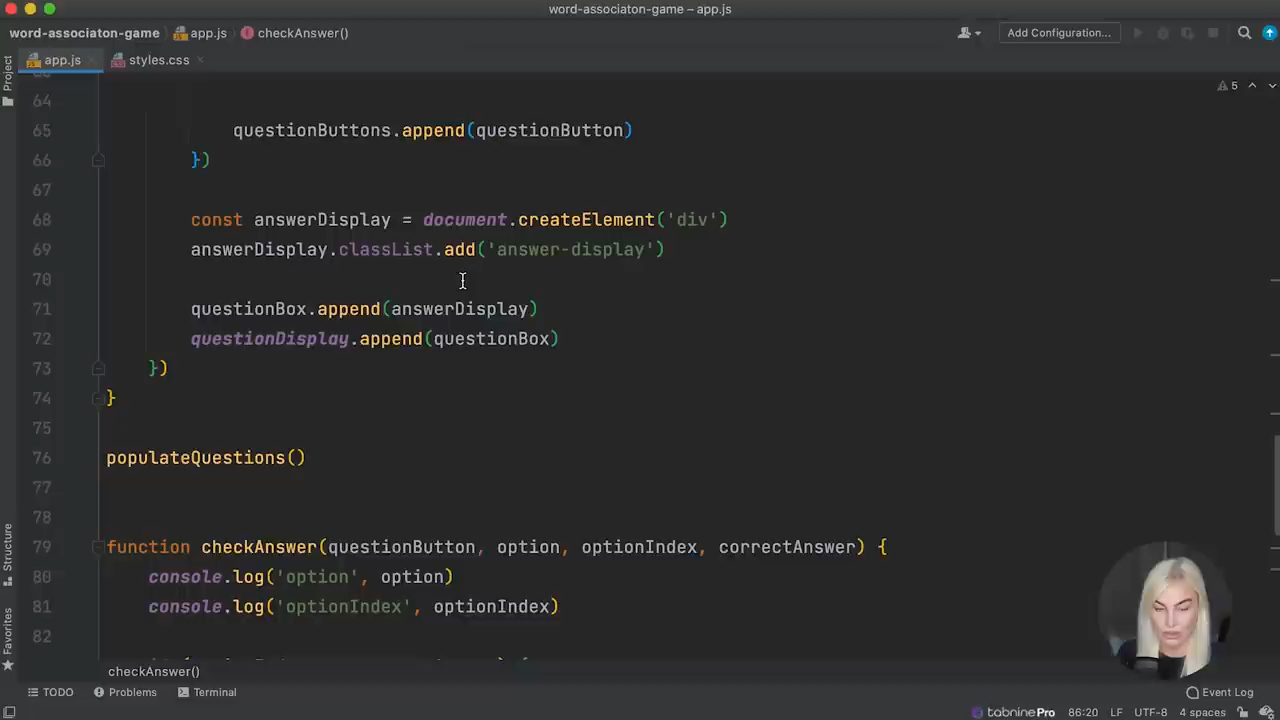 word-associaton-game – app.js
word-associaton-game app.js checkAnswer()
Add Configuration...
app.js styles.css
Project
5
64
65 questionButtons.append(questionButton)
66 })
67
68 const answerDisplay = document.createElement('div')
69 answerDisplay.classList.add('answer-display')
70
71 questionBox.append(answerDisplay)
72 questionDisplay.append(questionBox)
73 })
74 }
75
76 populateQuestions()
77
78
79 function checkAnswer(questionButton, option, optionIndex, correctAnswer) {
80 console.log('option', option)
81 console.log('optionIndex', optionIndex)
82
Structure
Favorites
checkAnswer()
TODO Problems Terminal Event Log
tabninePro 86:20 LF UTF-8 4 spaces